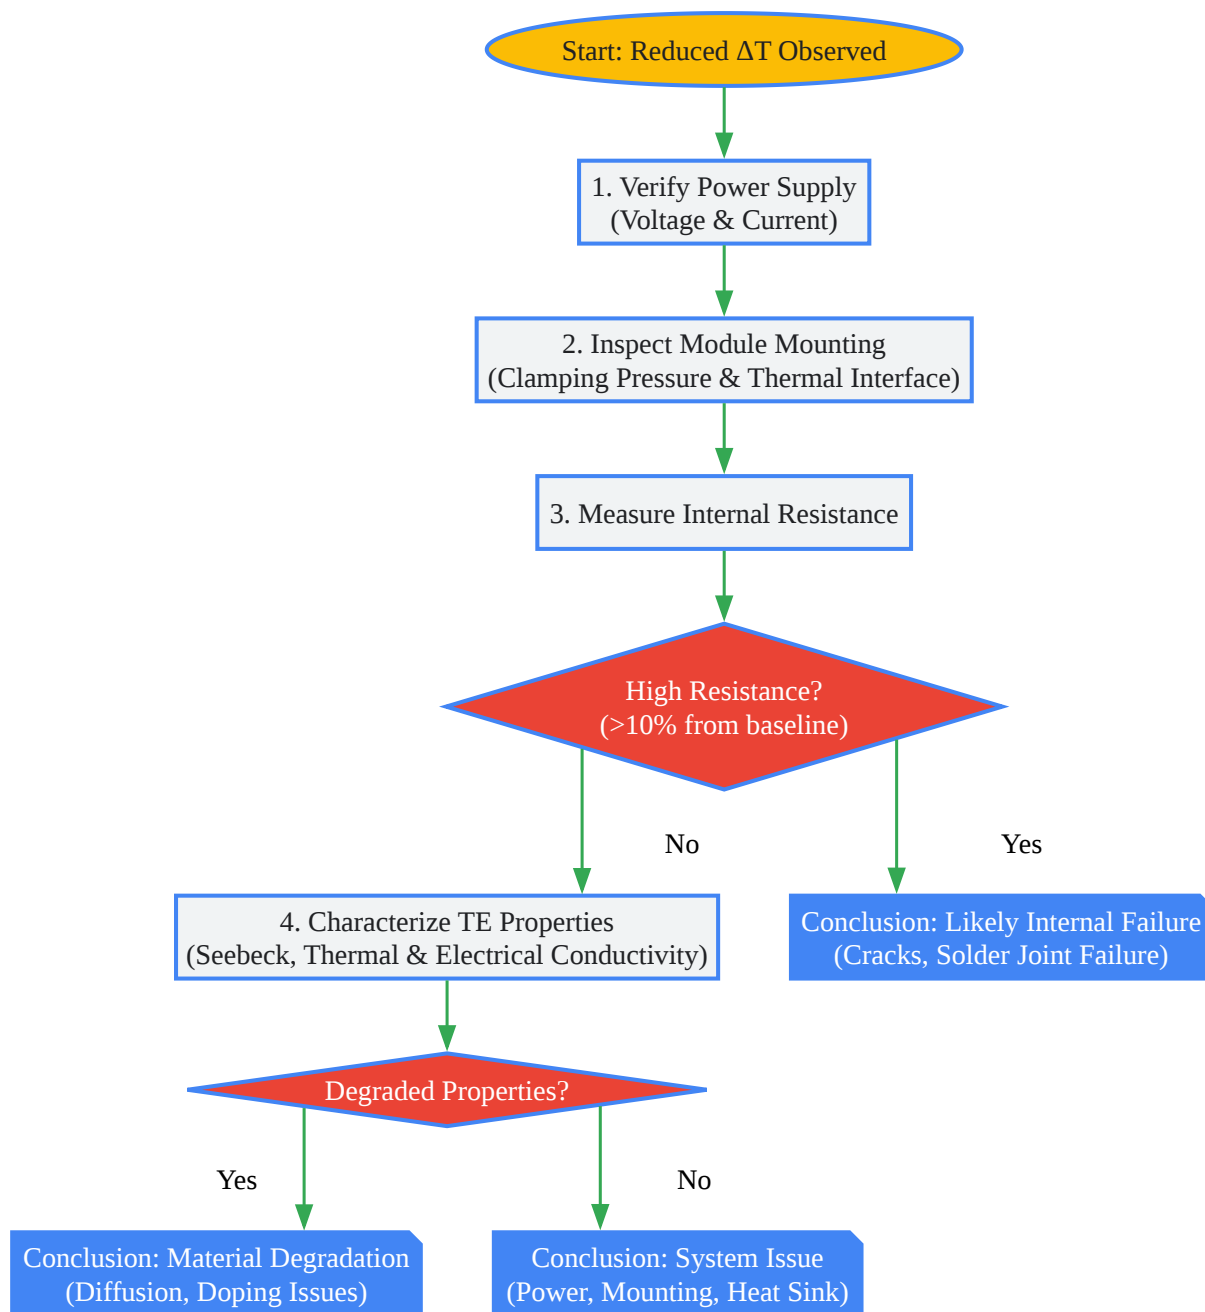 Start: Reduced ΔT Observed
1. Verify Power Supply
(Voltage & Current)
2. Inspect Module Mounting
(Clamping Pressure & Thermal Interface)
3. Measure Internal Resistance
High Resistance?
(>10% from baseline)
No
Yes
4. Characterize TE Properties
(Seebeck, Thermal & Electrical Conductivity)
Conclusion: Likely Internal Failure
(Cracks, Solder Joint Failure)
Degraded Properties?
Yes
No
Conclusion: Material Degradation
(Diffusion, Doping Issues)
Conclusion: System Issue
(Power, Mounting, Heat Sink)